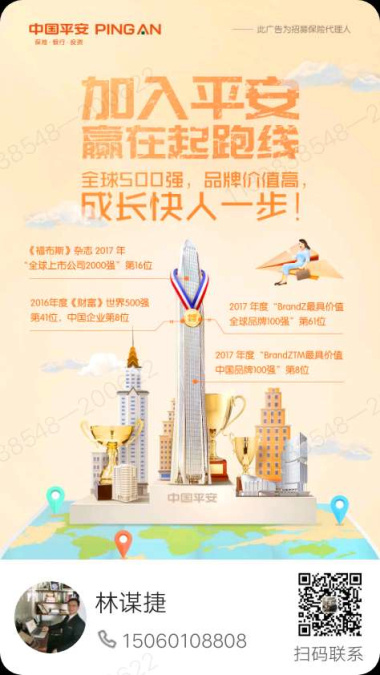 中国平安 PING AN
保险·银行·投资
此广告为招募保险代理人
加入平安
赢在起跑线
全球500强，品牌价值高，
成长快人一步！
《福布斯》杂志 2017 年
“全球上市公司2000强”第16位
2016年度《财富》世界500强
第41位，中国企业第8位
2017 年度“BrandZ最具价值
全球品牌100强”第61位
2017 年度“BrandZTM最具价值
中国品牌100强”第8位
中国平安
林谋捷
15060108808
扫码联系